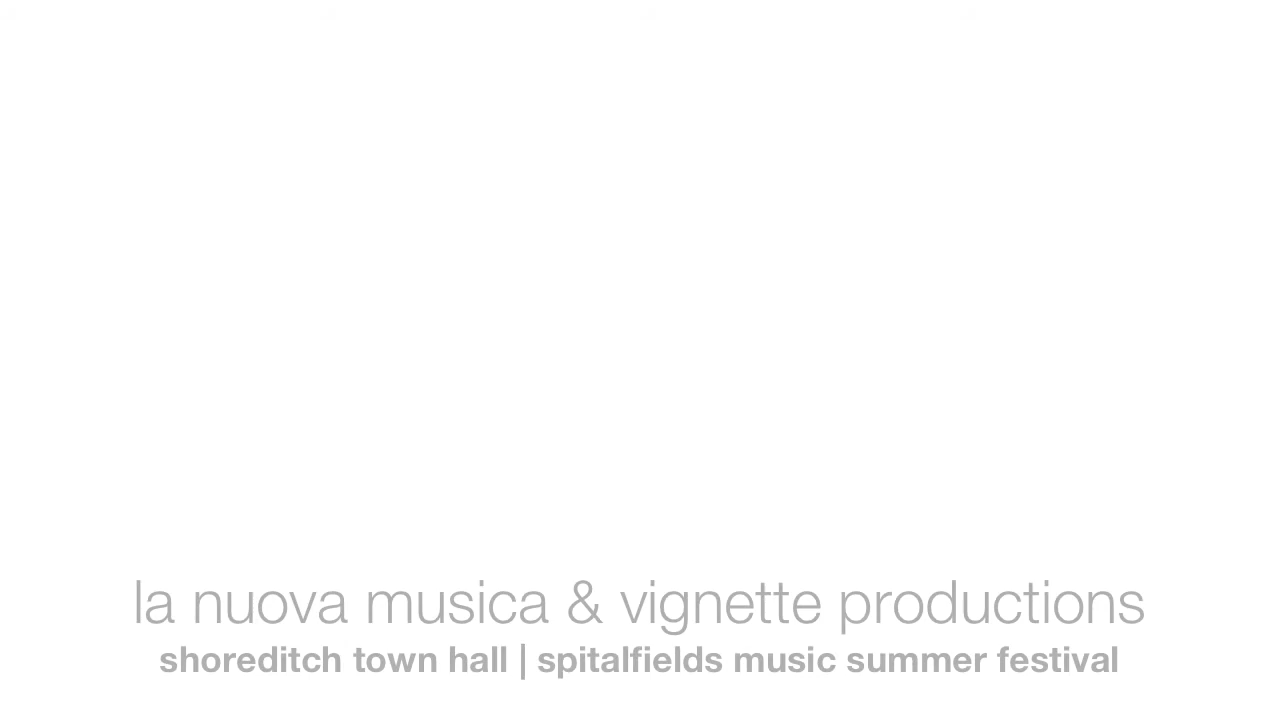 la nuova musica & vignette productions
shoreditch town hall | spitalfields music summer festival